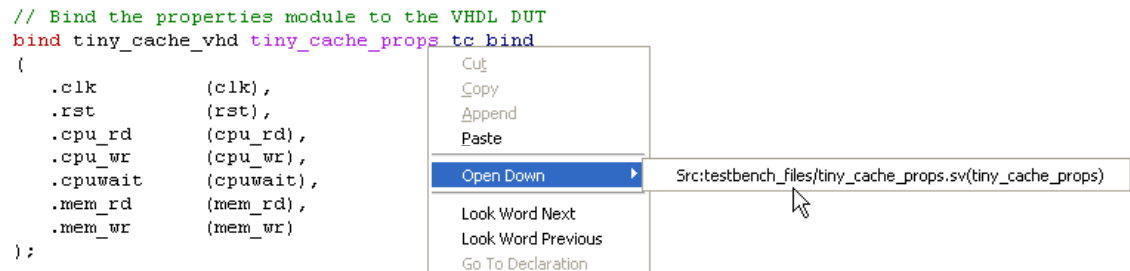 // Bind the properties module to the VHDL DUT
bind tiny_cache_vhd tiny_cache_props tc_bind
(
.clk (clk),
.rst (rst),
.cpu_rd (cpu_rd),
.cpu_wr (cpu_wr),
.cpuwait (cpuwait),
.mem_rd (mem_rd),
.mem_wr (mem_wr)
);
Cut
Copy
Append
Paste
Open Down
Src:testbench_files/tiny_cache_props.sv(tiny_cache_props)
Look Word Next
Look Word Previous
Go To Declaration